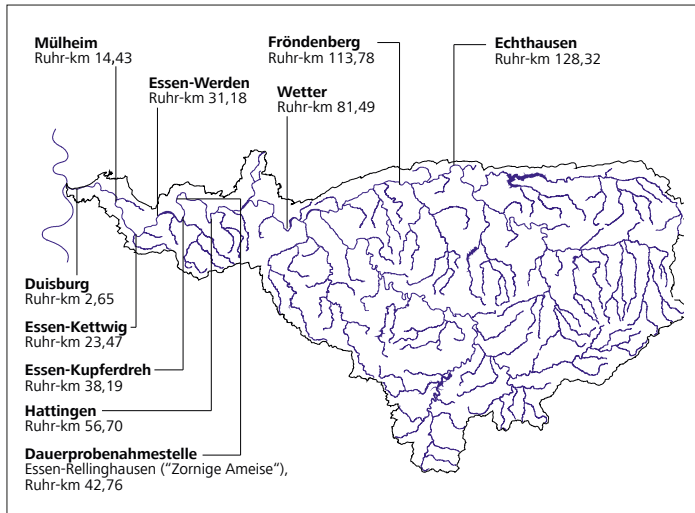 Mülheim
Ruhr-km 14,43
Essen-Werden
Ruhr-km 31,18
Fröndenberg
Ruhr-km 113,78
Wetter
Ruhr-km 81,49
Echthausen
Ruhr-km 128,32
Duisburg
Ruhr-km 2,65
Essen-Kettwig
Ruhr-km 23,47
Essen-Kupferdreh
Ruhr-km 38,19
Hattingen
Ruhr-km 56,70
Dauerprobenahmestelle
Essen-Rellinghausen (“Zornige Ameise”),
Ruhr-km 42,76